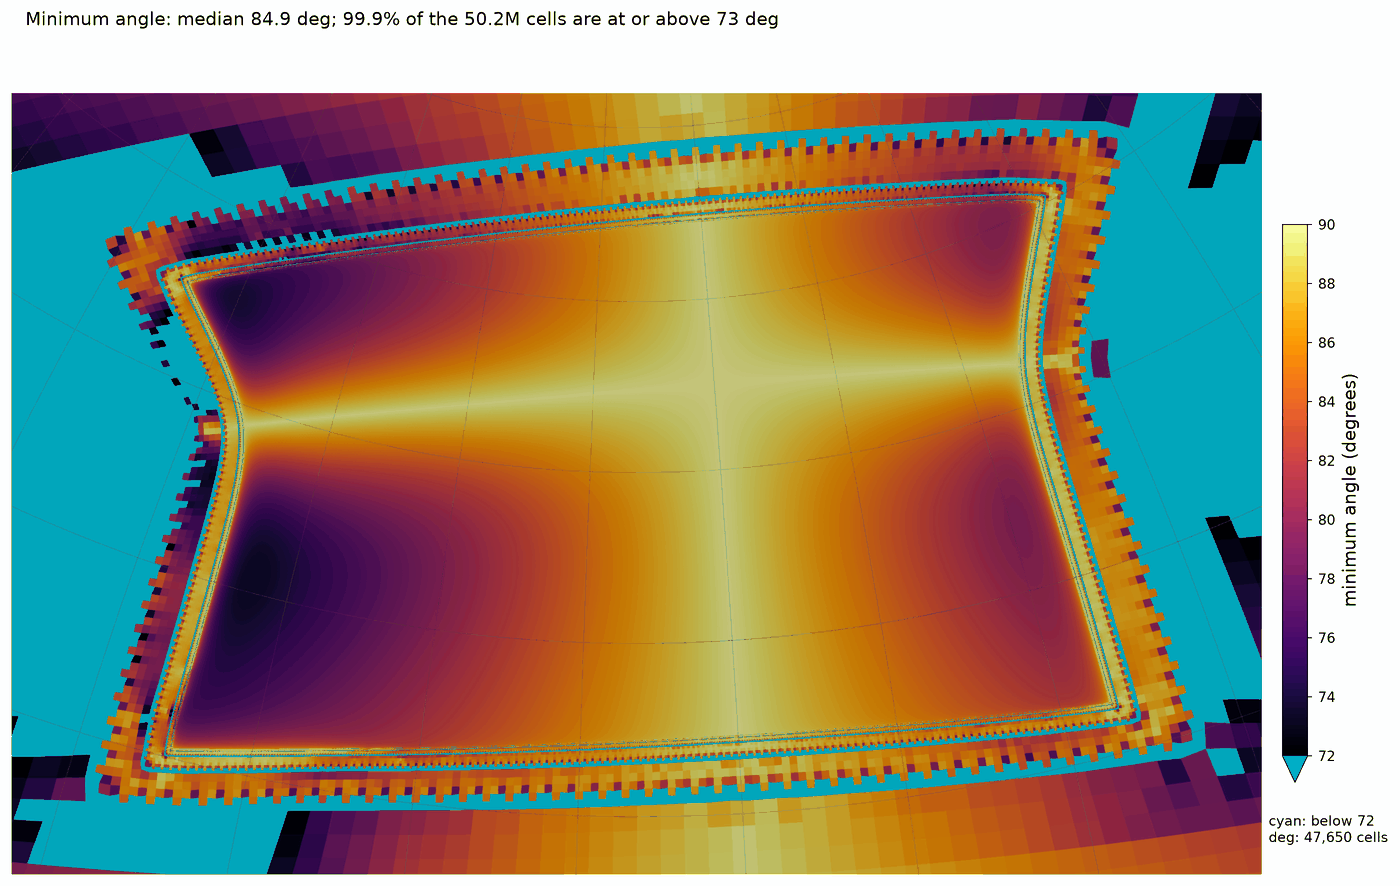 Minimum angle: median 84.9 deg; 99.9% of the 50.2M cells are at or above 73 deg
90
88
86
84
82
80
78
76
74
72
minimum angle (degrees)
cyan: below 72
deg: 47,650 cells